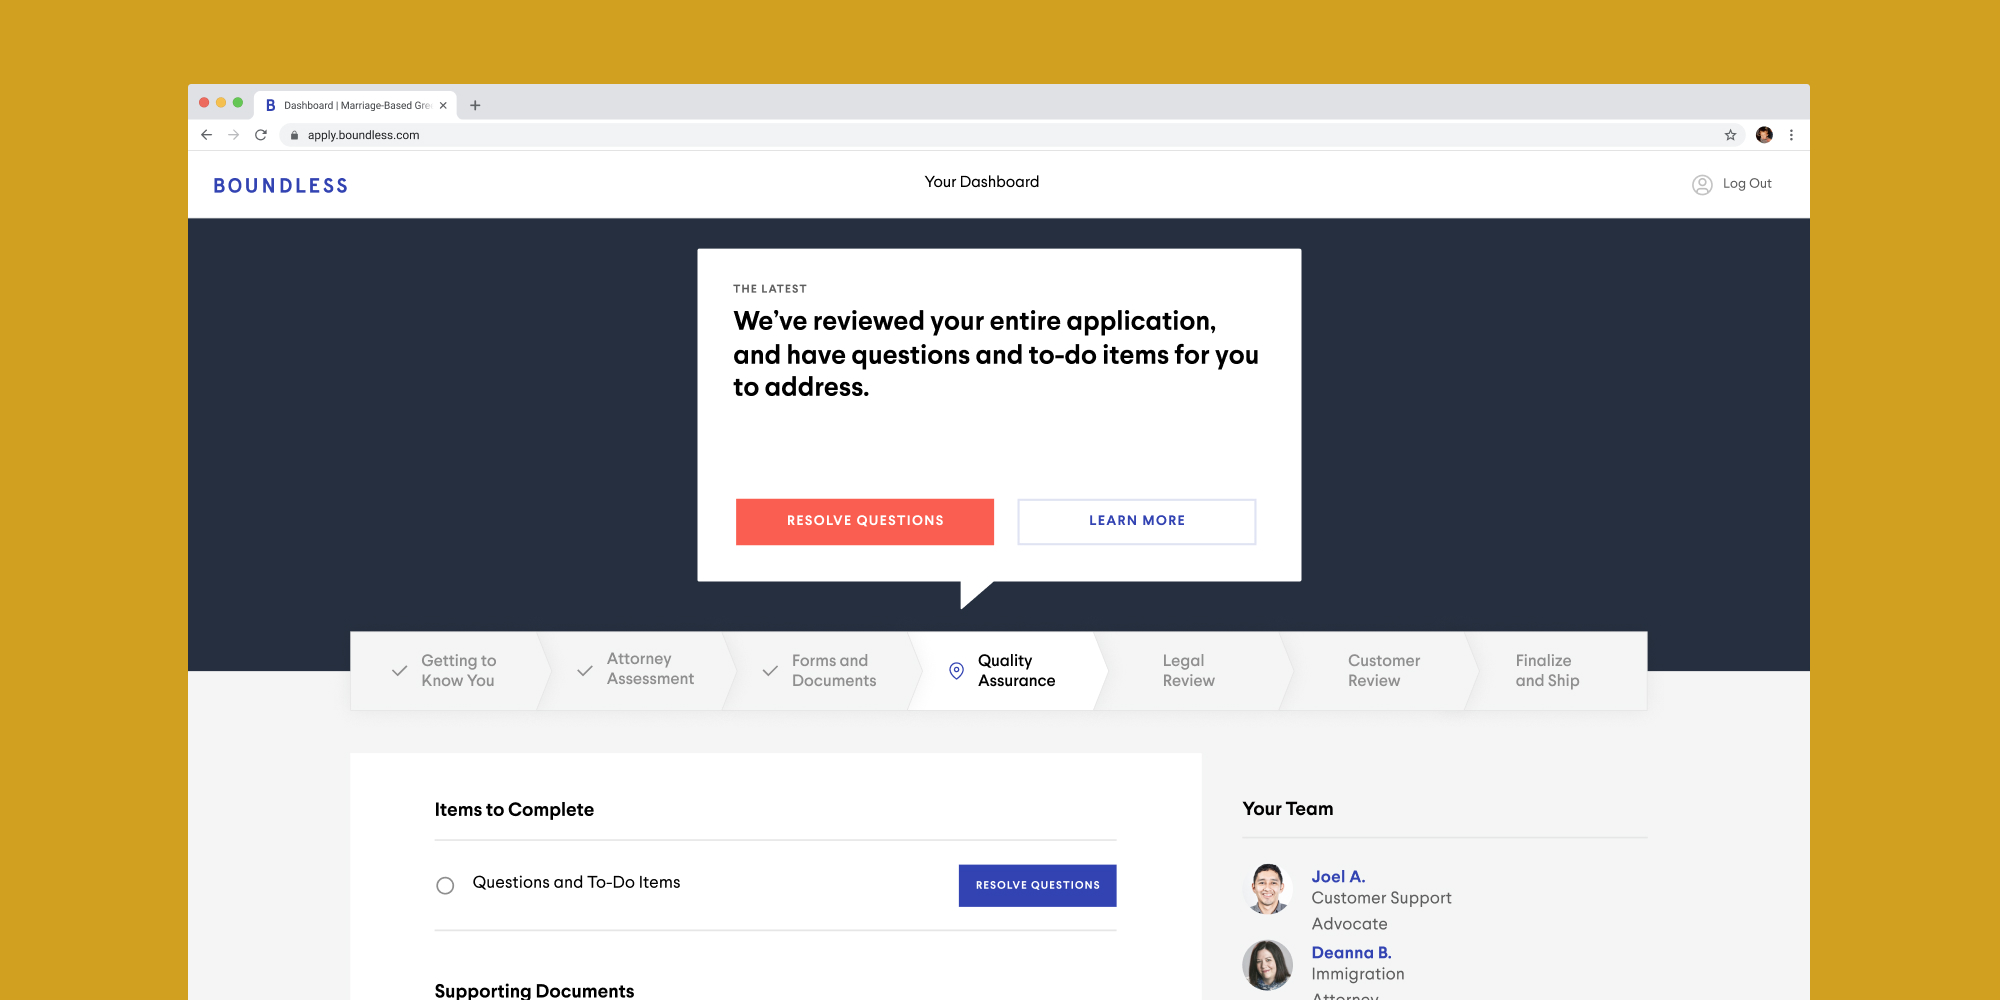 B Dashboard | Marriage-Based Gre
apply.boundless.com
BOUNDLESS
Your Dashboard
Log Out
THE LATEST
We’ve reviewed your entire application,
and have questions and to-do items for you
to address.
RESOLVE QUESTIONS
LEARN MORE
Getting to
Know You
Attorney
Assessment
Forms and
Documents
Quality
Assurance
Legal
Review
Customer
Review
Finalize
and Ship
Items to Complete
Questions and To-Do Items
RESOLVE QUESTIONS
Supporting Documents
Your Team
Joel A.
Customer Support
Advocate
Deanna B.
Immigration
Attorney